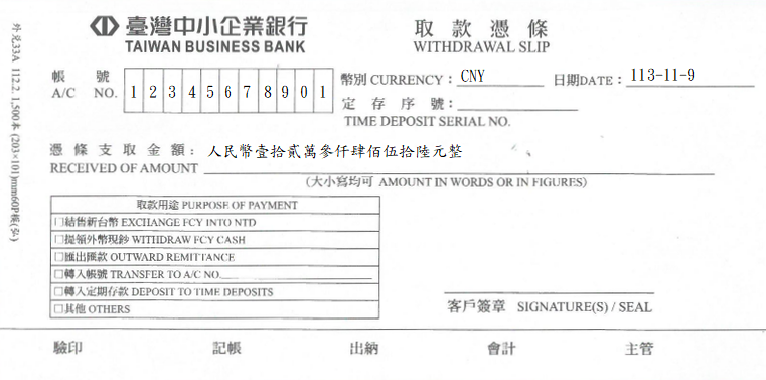 臺灣中小企業銀行
TAIWAN BUSINESS BANK
取款憑條
WITHDRAWAL SLIP
帳號 A/C NO. 1 2 3 4 5 6 7 8 9 0 1
幣別 CURRENCY: CNY
日期DATE: 113-11-9
定存序號:
TIME DEPOSIT SERIAL NO.
憑條支取金額: 人民幣壹拾貳萬參仟肆佰伍拾陸元整
RECEIVED OF AMOUNT
(大小寫均可 AMOUNT IN WORDS OR IN FIGURES)
取款用途 PURPOSE OF PAYMENT
□結售新台幣 EXCHANGE FCY INTO NTD
□提領外幣現鈔 WITHDRAW FCY CASH
□匯出匯款 OUTWARD REMITTANCE
□轉入帳號 TRANSFER TO A/C NO.
□轉入定期存款 DEPOSIT TO TIME DEPOSITS
□其他 OTHERS
客戶簽章 SIGNATURE(S) / SEAL
驗印 記帳 出納 會計 主管
外兌33A 112.2. 1,500本 (203×101)mm60P模(弘)